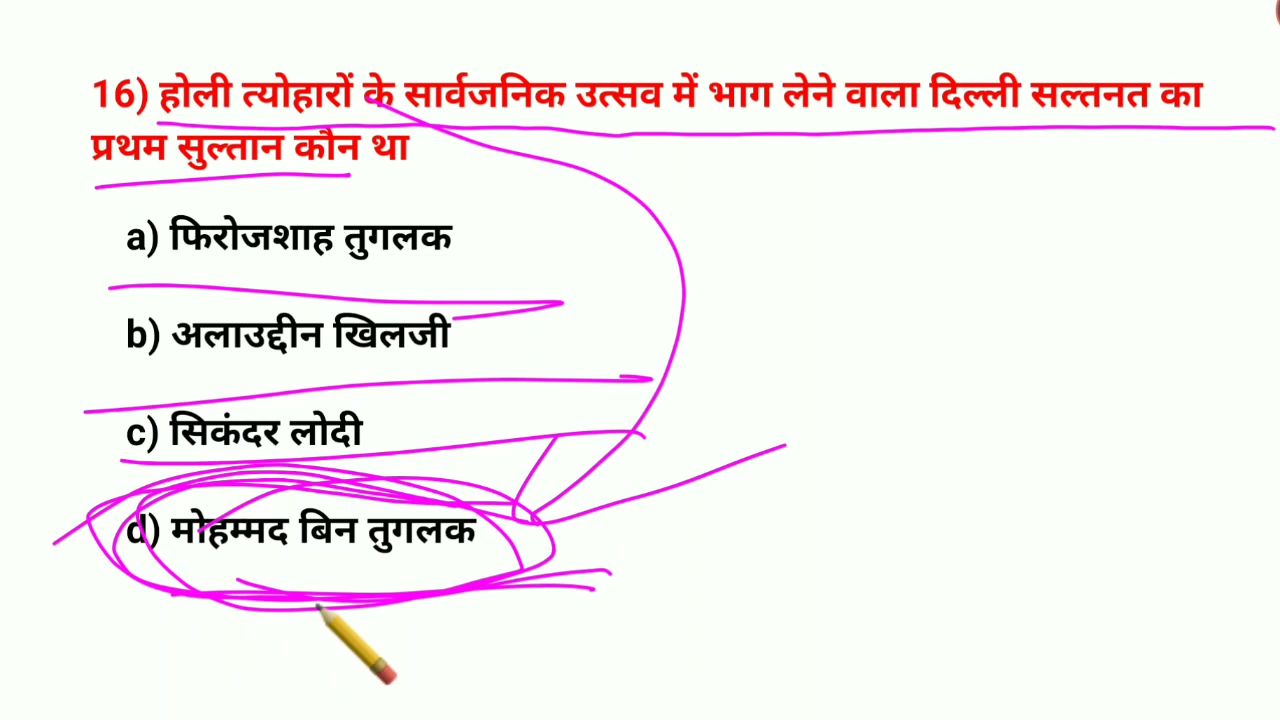 16) होली त्योहारों के सार्वजनिक उत्सव में भाग लेने वाला दिल्ली सल्तनत का
प्रथम सुल्तान कौन था
a) फिरोजशाह तुगलक
b) अलाउद्दीन खिलजी
c) सिकंदर लोदी
d) मोहम्मद बिन तुगलक